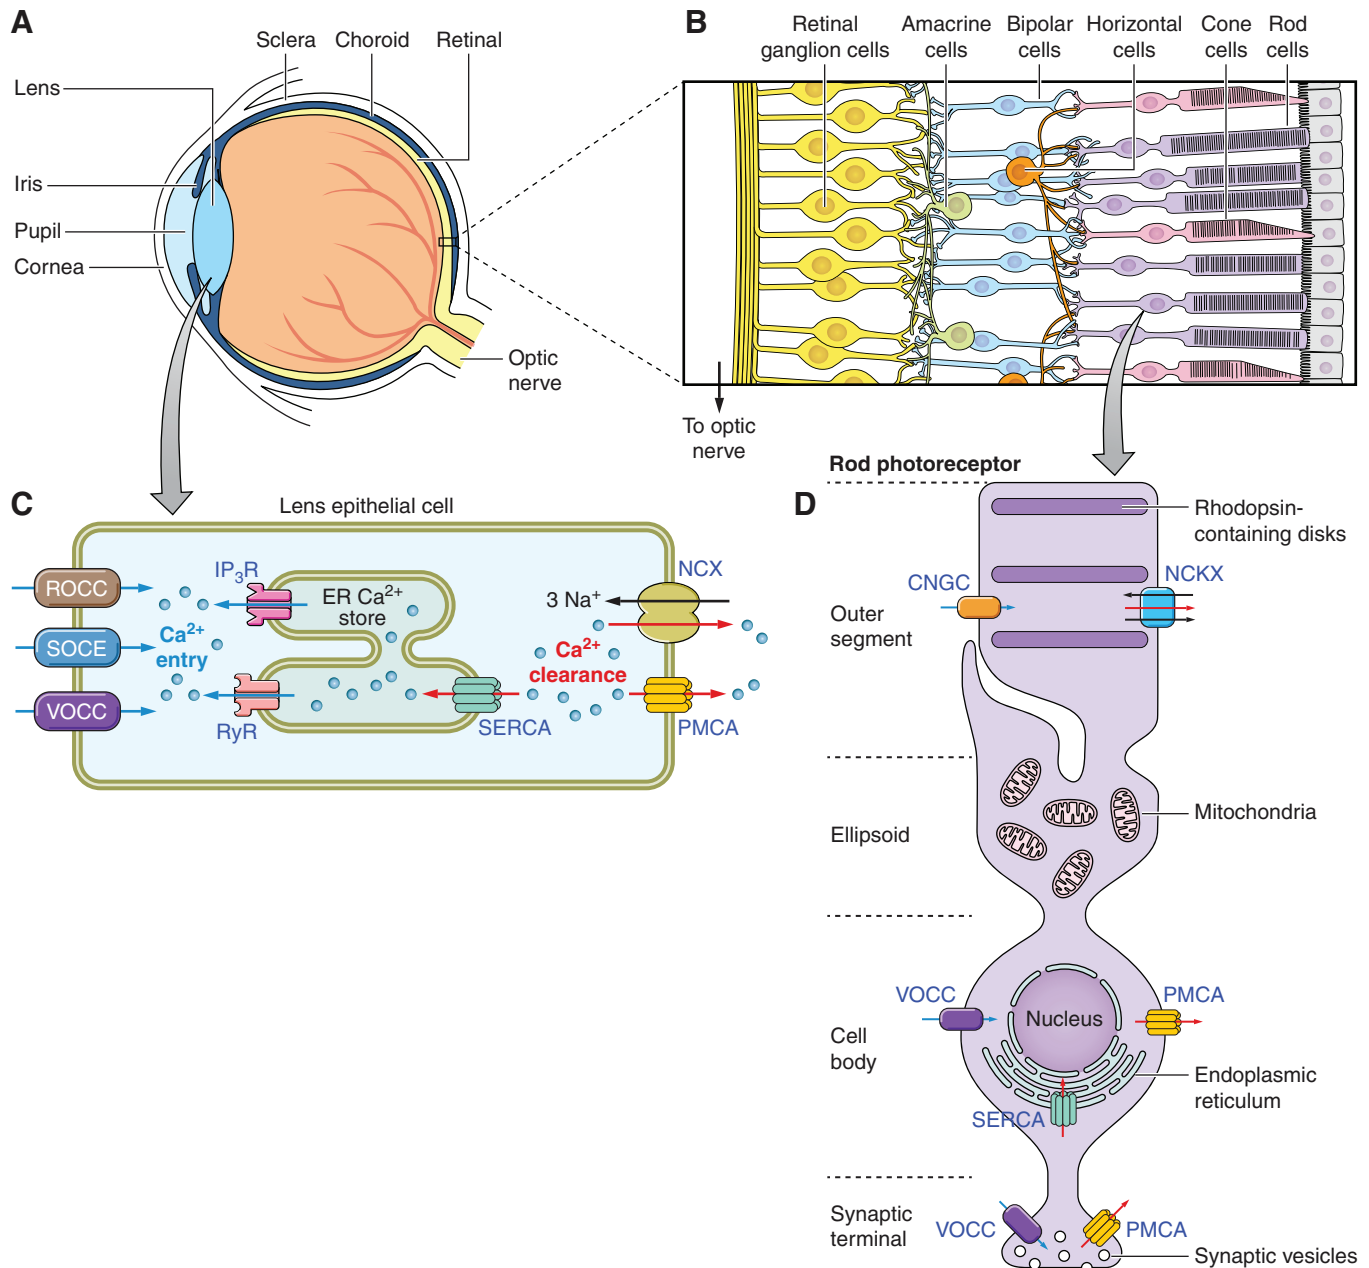 A
Sclera
Choroid
Retinal
Lens
Iris
Pupil
Cornea
Optic
nerve
B
Retinal
ganglion cells
Amacrine
cells
Bipolar
cells
Horizontal
cells
Cone
cells
Rod
cells
To optic
nerve
C
Lens epithelial cell
ROCC
SOCE
VOCC
Ca2+
entry
IP3R
ER Ca2+
store
RyR
SERCA
3 Na+
NCX
Ca2+
clearance
PMCA
Rod photoreceptor
D
Rhodopsin-
containing disks
CNGC
NCKX
Outer
segment
Mitochondria
Ellipsoid
VOCC
PMCA
Nucleus
Cell
body
Endoplasmic
reticulum
SERCA
Synaptic
terminal
VOCC
PMCA
Synaptic vesicles